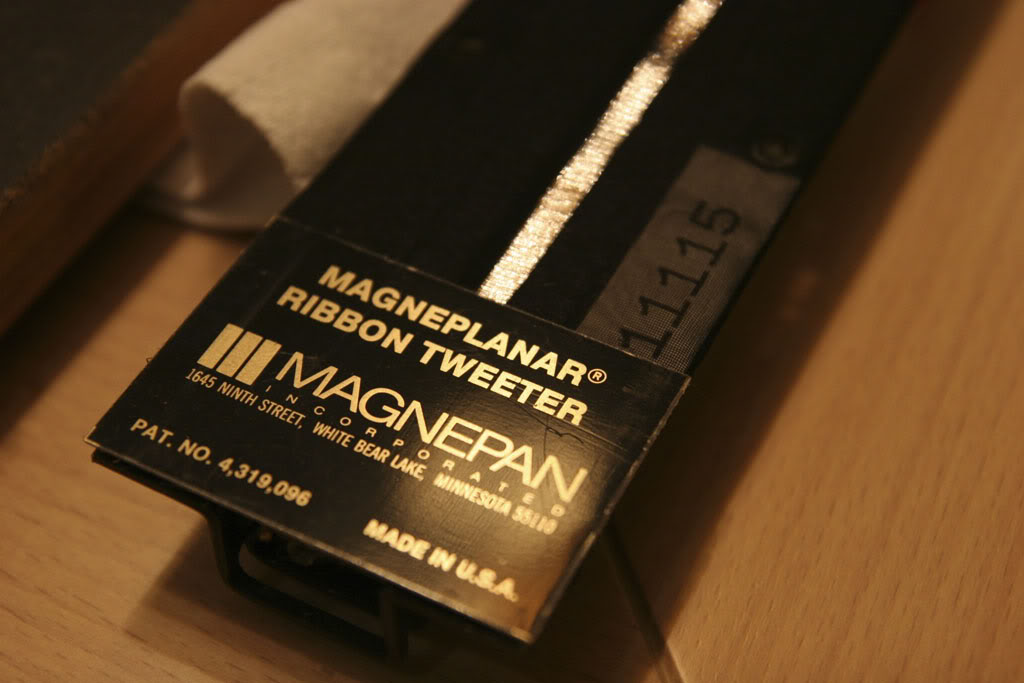 MAGNEPLANAR®
RIBBON TWEETER
MAGNEPAN
INCORPORATED
1645 NINTH STREET, WHITE BEAR LAKE, MINNESOTA 55110
PAT. NO. 4,319,096
MADE IN U.S.A.
111115